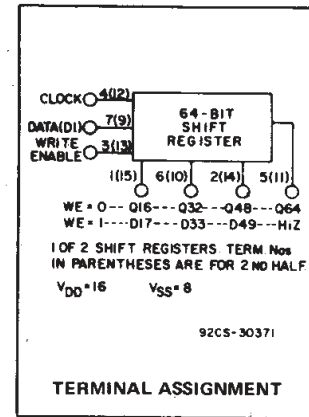 CLOCK 4(12)
DATA(D1) 7(9)
WRITE ENABLE 3(13)
64-BIT
SHIFT
REGISTER
1(15) 6(10) 2(14) 5(11)
WE = 0---Q16---Q32---Q48---Q64
WE = 1----D17---D33---D49---HiZ
1 OF 2 SHIFT REGISTERS. TERM. Nos
IN PARENTHESES ARE FOR 2 ND HALF
VDD = 16 VSS = 8
92CS-30371
TERMINAL ASSIGNMENT